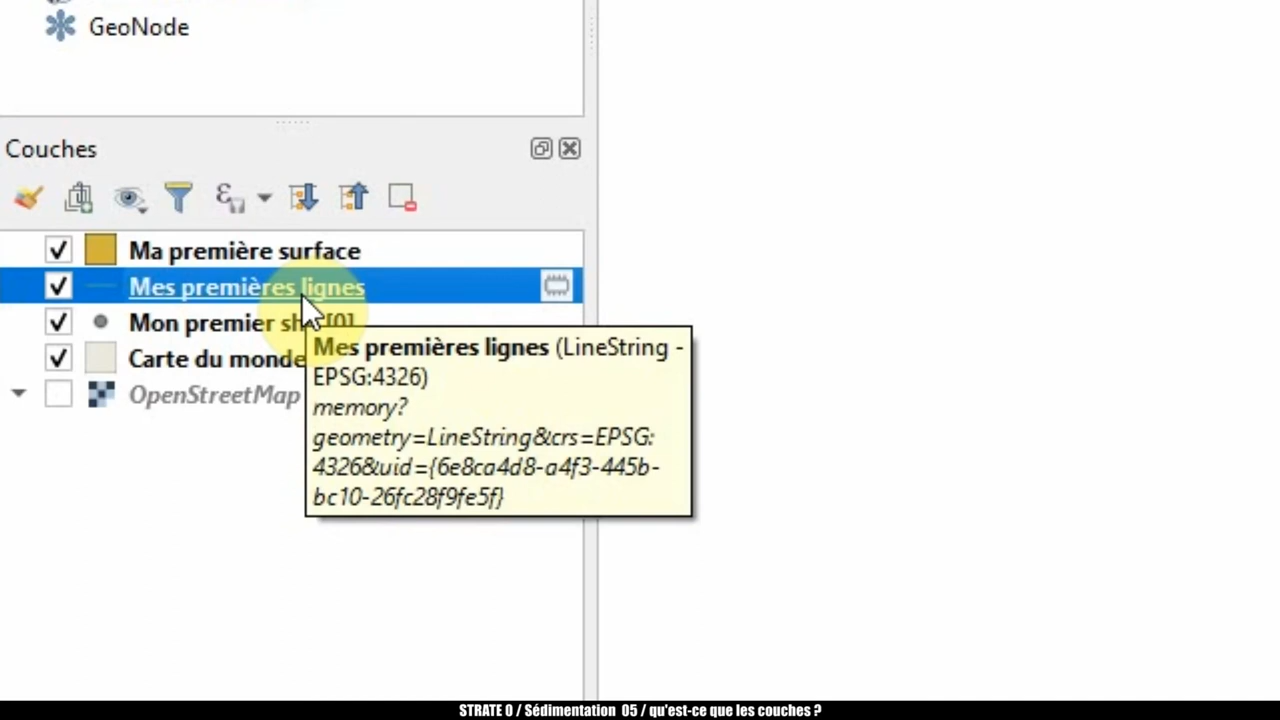 GeoNode
Couches
Ma première surface
Mes premières lignes
Mon premier sh [0]
Carte du monde
OpenStreetMap
Mes premières lignes (LineString -
EPSG:4326)
memory?
geometry=LineString&crs=EPSG:
4326&uid={6e8ca4d8-a4f3-445b-
bc10-26fc28f9fe5f}
STRATE 0 / Sédimentation 05 / qu'est-ce que les couches ?